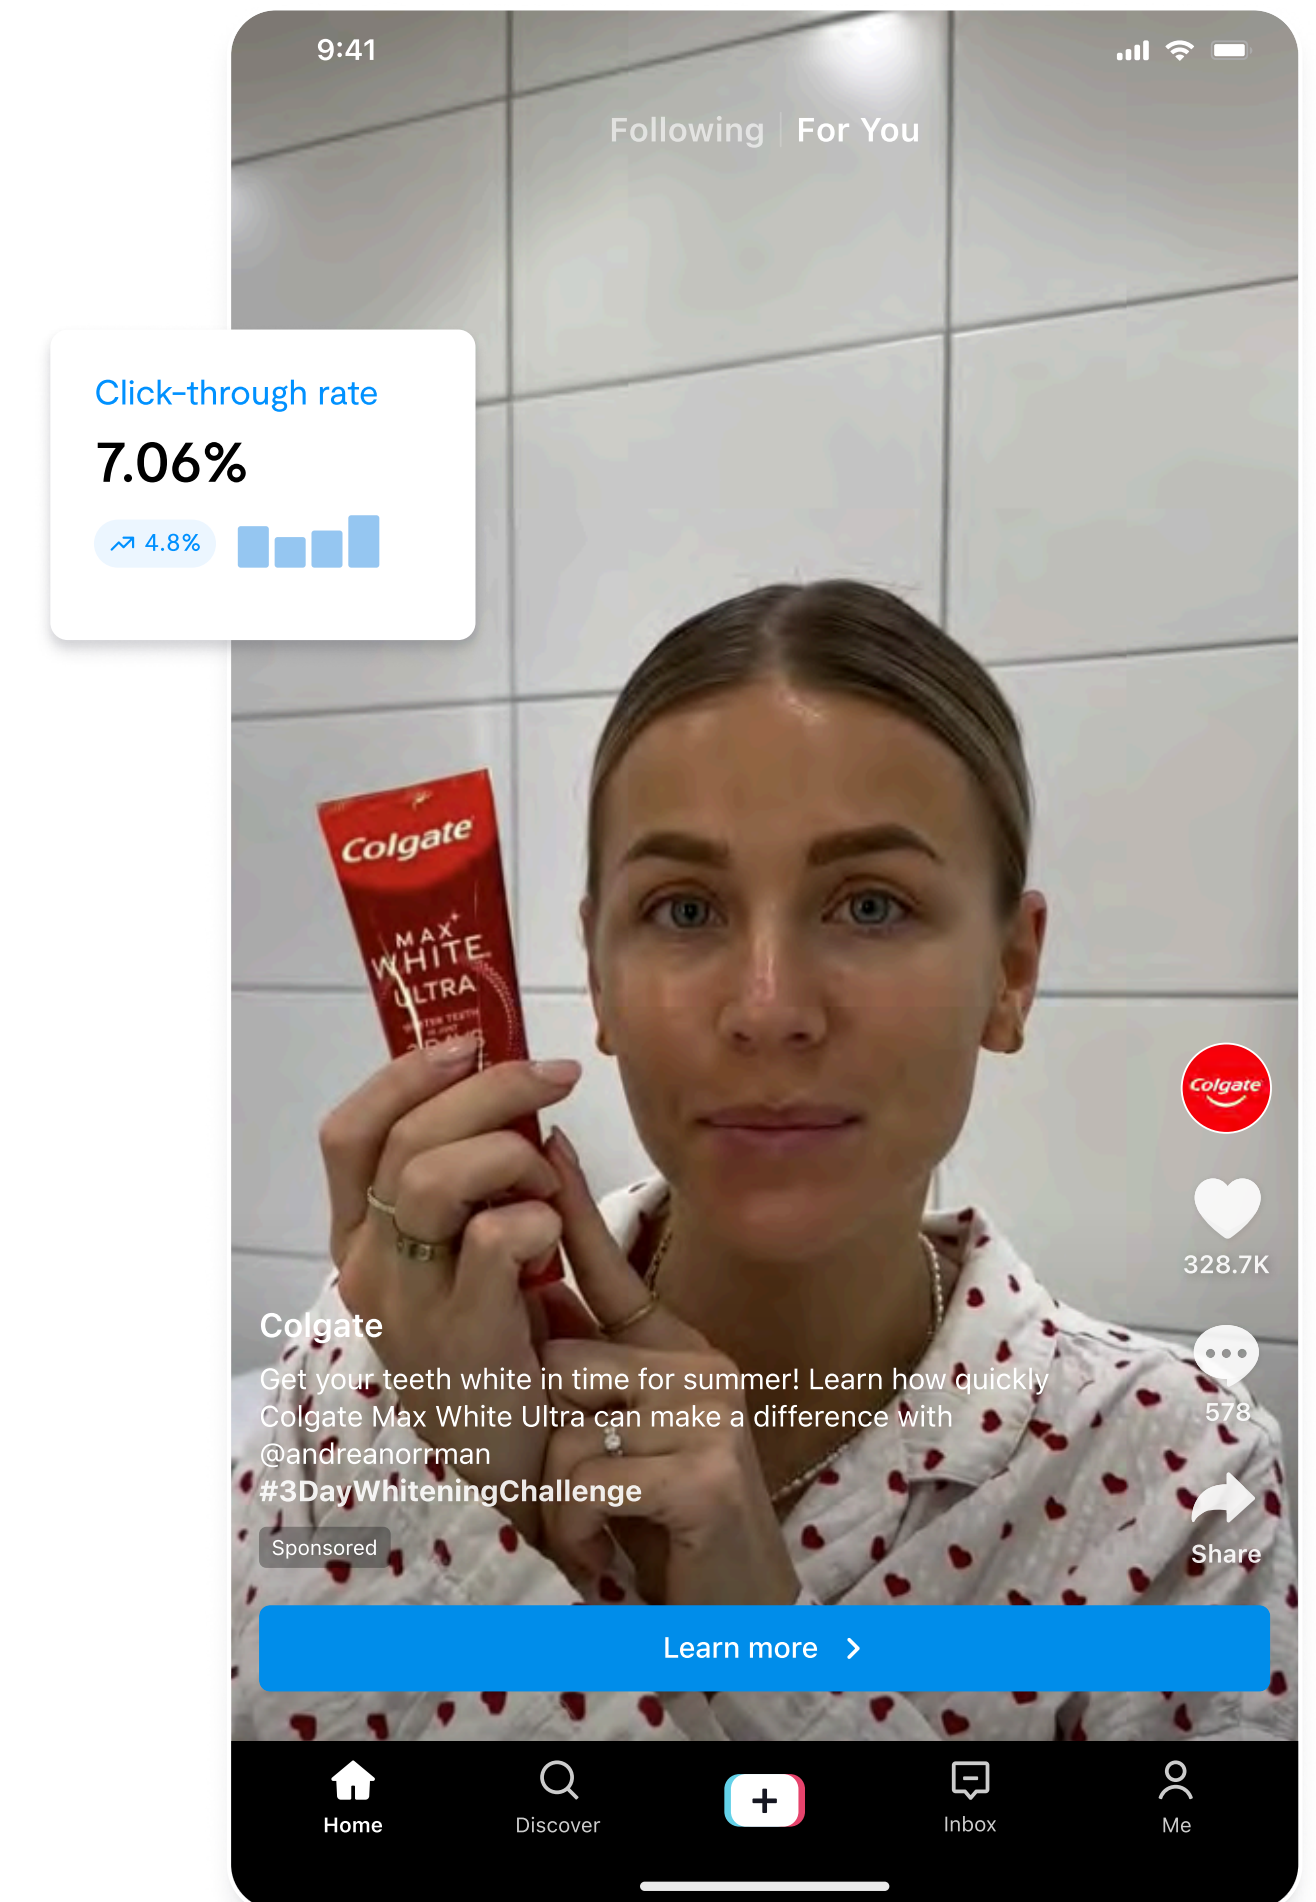 9:41
Following
For You
Click-through rate
7.06%
4.8%
Colgate
MAX
WHITE
ULTRA
Colgate
328.7K
578
Share
Colgate
Get your teeth white in time for summer! Learn how quickly
Colgate Max White Ultra can make a difference with
@andreanorrman
#3DayWhiteningChallenge
Sponsored
Learn more
Home
Discover
Inbox
Me